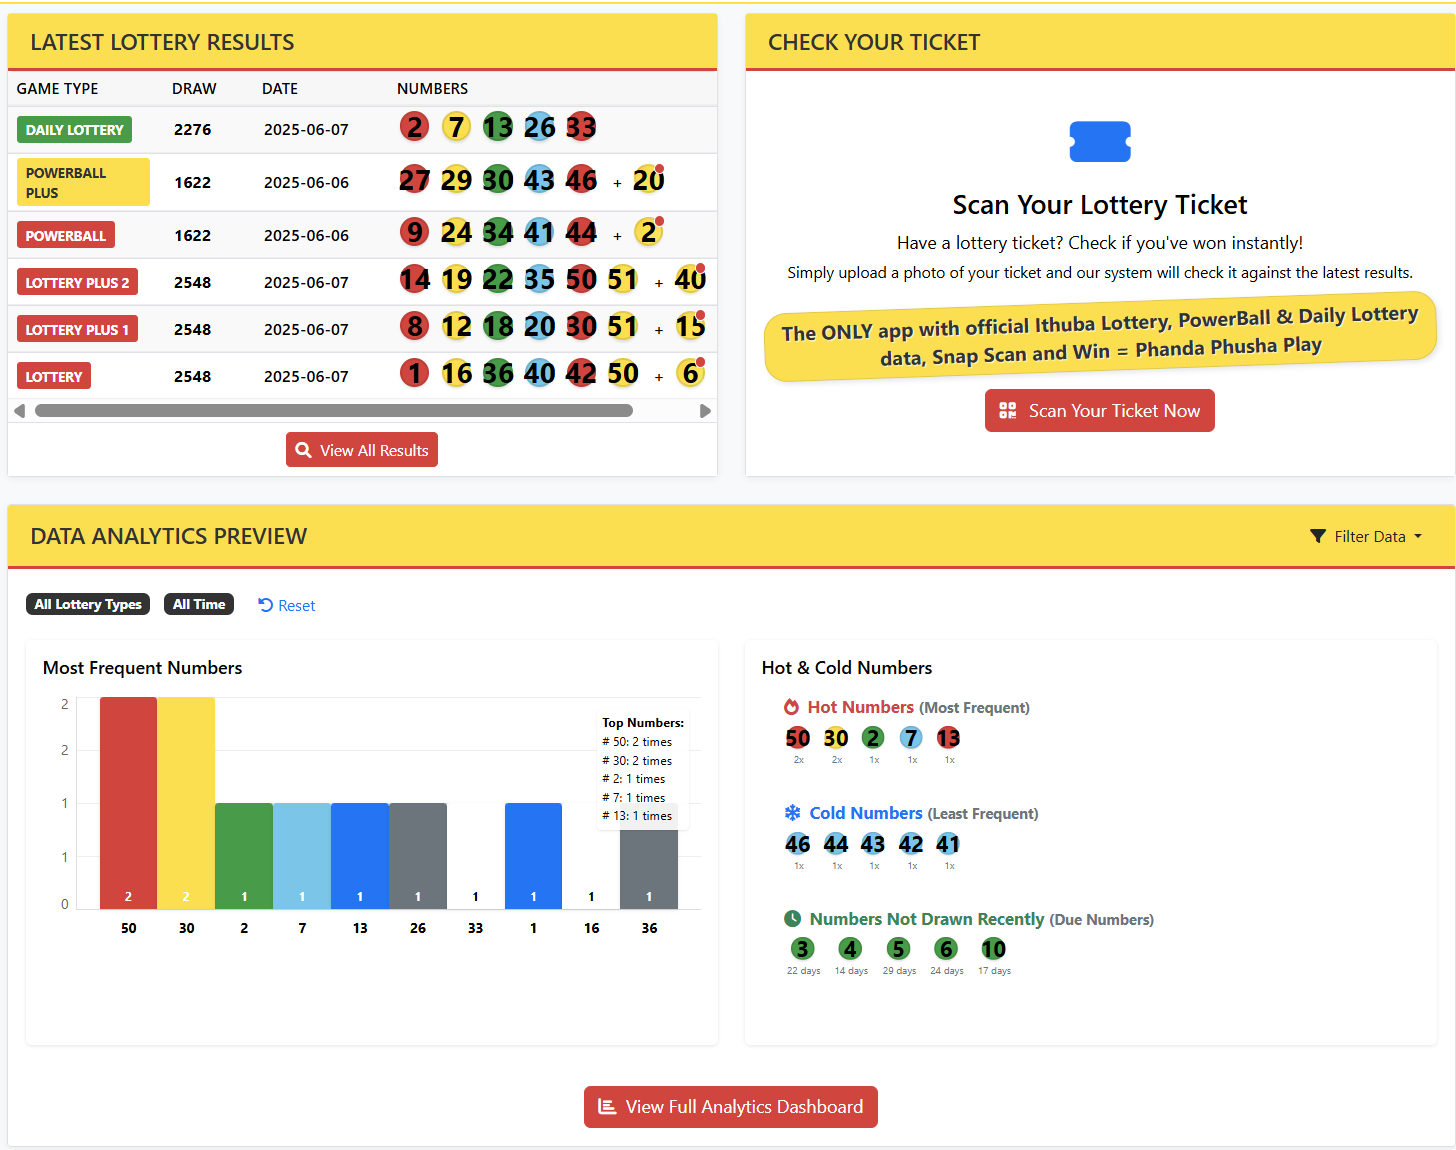 LATEST LOTTERY RESULTS
GAME TYPE DRAW DATE NUMBERS
DAILY LOTTERY 2276 2025-06-07 2 7 13 26 33
POWERBALL PLUS 1622 2025-06-06 27 29 30 43 46 + 20
POWERBALL 1622 2025-06-06 9 24 34 41 44 + 2
LOTTERY PLUS 2 2548 2025-06-07 14 19 22 35 50 51 + 40
LOTTERY PLUS 1 2548 2025-06-07 8 12 18 20 30 51 + 15
LOTTERY 2548 2025-06-07 1 16 36 40 42 50 + 6
View All Results
CHECK YOUR TICKET
Scan Your Lottery Ticket
Have a lottery ticket? Check if you've won instantly!
Simply upload a photo of your ticket and our system will check it against the latest results.
The ONLY app with official Ithuba Lottery, PowerBall & Daily Lottery
data, Snap Scan and Win = Phanda Phusha Play
Scan Your Ticket Now
DATA ANALYTICS PREVIEW
Filter Data
All Lottery Types All Time Reset
Most Frequent Numbers
2
2
1
1
0
Top Numbers:
# 50: 2 times
# 30: 2 times
# 2: 1 times
# 7: 1 times
# 13: 1 times
2 2 1 1 1 1 1 1 1 1
50 30 2 7 13 26 33 1 16 36
Hot & Cold Numbers
Hot Numbers (Most Frequent)
50 30 2 7 13
2x 2x 1x 1x 1x
Cold Numbers (Least Frequent)
46 44 43 42 41
1x 1x 1x 1x 1x
Numbers Not Drawn Recently (Due Numbers)
3 4 5 6 10
22 days 14 days 29 days 24 days 17 days
View Full Analytics Dashboard